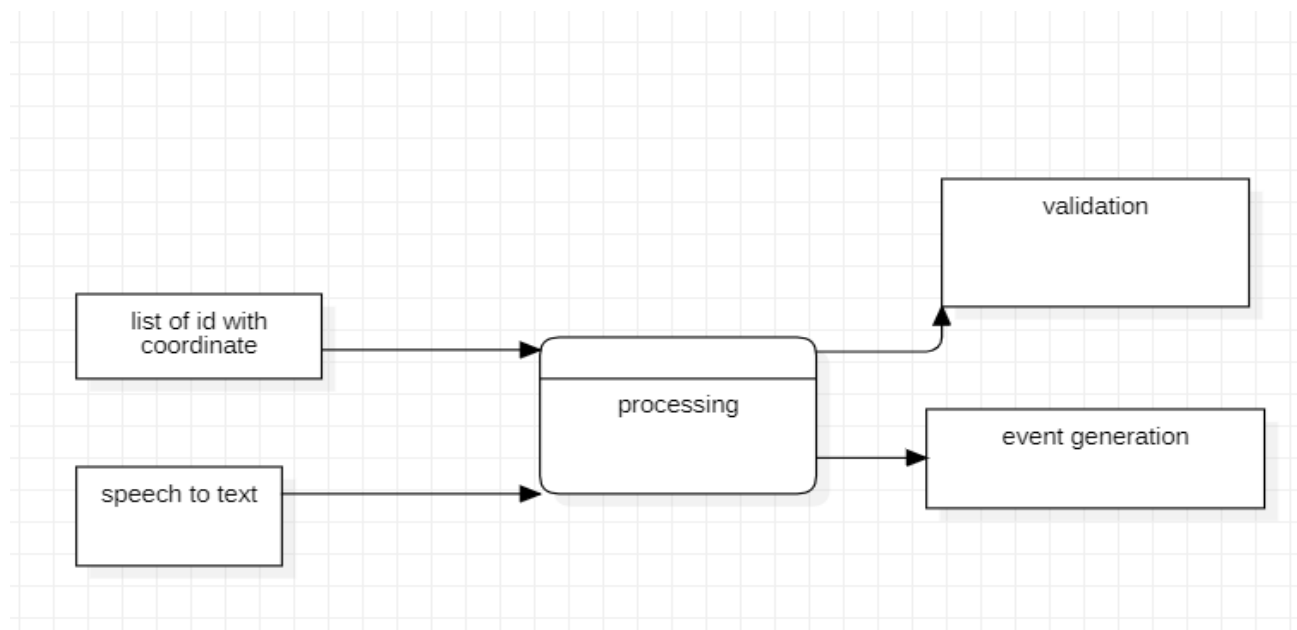 list of id with
coordinate
speech to text
processing
validation
event generation